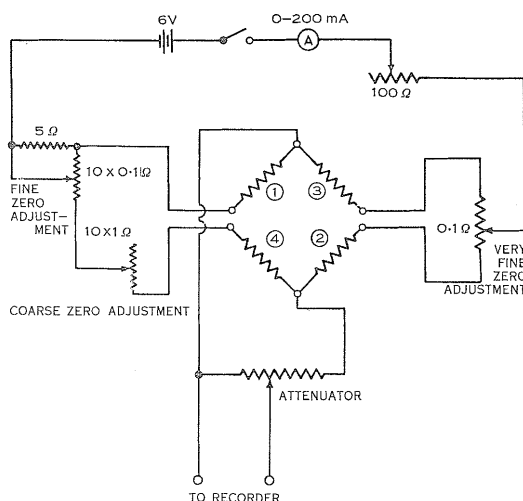 6V
0-200 mA
A
100 Ω
5 Ω
10 x 0·1Ω
FINE
ZERO
ADJUST-
MENT
10 x 1 Ω
COARSE ZERO ADJUSTMENT
1
3
4
2
0·1 Ω
VERY
FINE
ZERO
ADJUSTMENT
ATTENUATOR
TO RECORDER